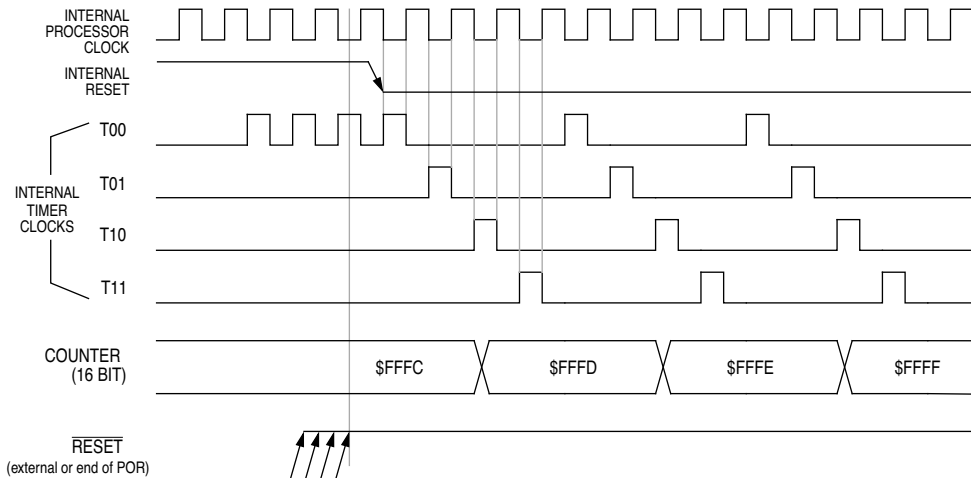 INTERNAL
PROCESSOR
CLOCK
INTERNAL
RESET
T00
T01
INTERNAL
TIMER
CLOCKS
T10
T11
COUNTER
(16 BIT)
$FFFC
$FFFD
$FFFE
$FFFF
RESET
(external or end of POR)